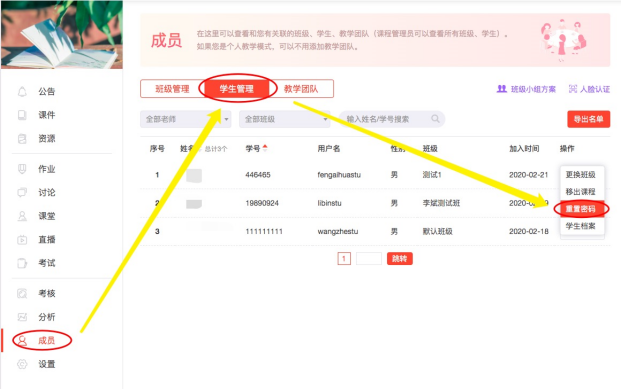 成员
在这里可以查看和您有关联的班级、学生、教学团队（课程管理员可以查看所有班级、学生）。
如果您是个人教学模式，可以不用添加教学团队。
公告
课件
资源
作业
讨论
课堂
直播
考试
考核
分析
成员
设置
班级管理 学生管理 教学团队
班级小组方案 人脸认证
全部老师 全部班级 输入姓名/学号搜索 导出名单
序号 姓名 总计3个 学号 用户名 性别 班级 加入时间 操作
1 446465 fengaihuastu 男 测试1 2020-02-21
2 19890924 libinstu 男 李斌测试班
3 111111111 wangzhestu 男 默认班级 2020-02-18
更换班级
移出课程
重置密码
学生档案
1 跳转